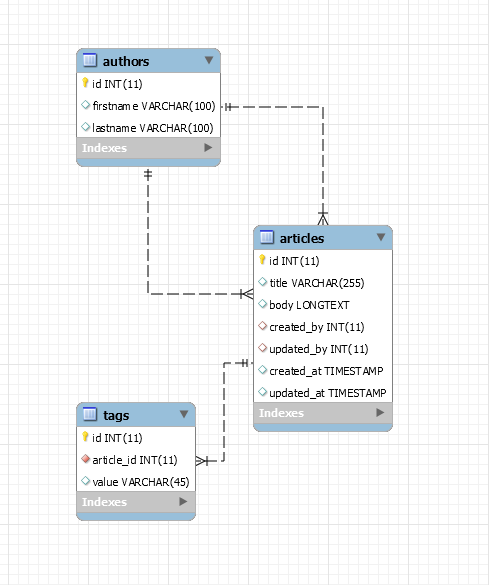 authors
id INT(11)
firstname VARCHAR(100)
lastname VARCHAR(100)
Indexes
articles
id INT(11)
title VARCHAR(255)
body LONGTEXT
created_by INT(11)
updated_by INT(11)
created_at TIMESTAMP
updated_at TIMESTAMP
Indexes
tags
id INT(11)
article_id INT(11)
value VARCHAR(45)
Indexes